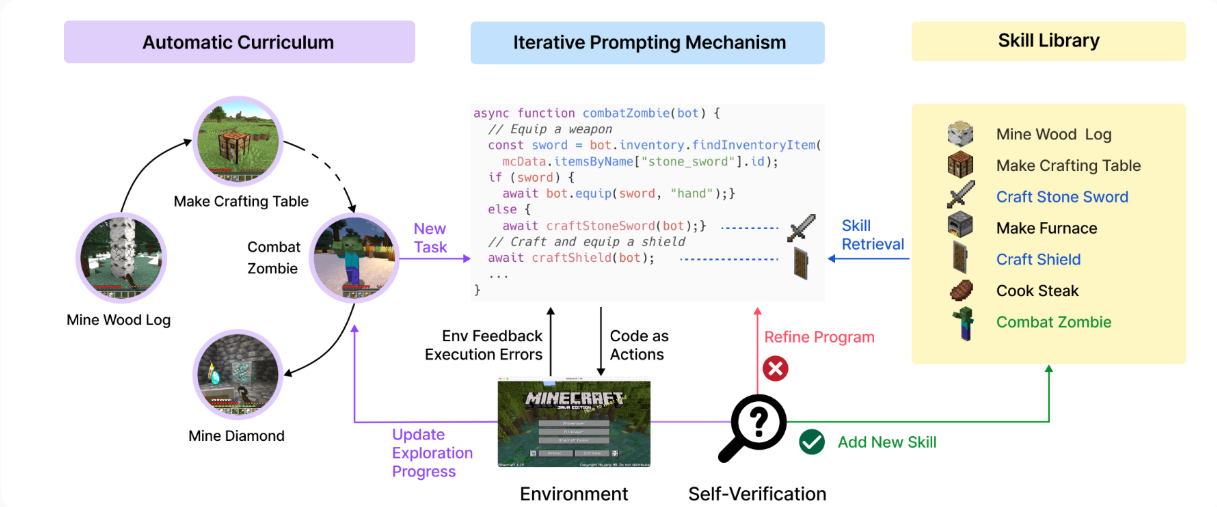 Automatic Curriculum
Make Crafting Table
Combat
Zombie
Mine Wood Log
Mine Diamond
New
Task
Update
Exploration
Progress
Iterative Prompting Mechanism
async function combatZombie(bot) {
// Equip a weapon
const sword = bot.inventory.findInventoryItem(
mcData.itemsByName["stone_sword"].id);
if (sword) {
await bot.equip(sword, "hand");}
else {
await craftStoneSword(bot);}
// Craft and equip a shield
await craftShield(bot);
...
}
Env Feedback
Execution Errors
Code as
Actions
MINECRAFT
JAVA EDITION
Environment
Skill
Retrieval
Refine Program
?
Add New Skill
Self-Verification
Skill Library
Mine Wood Log
Make Crafting Table
Craft Stone Sword
Make Furnace
Craft Shield
Cook Steak
Combat Zombie